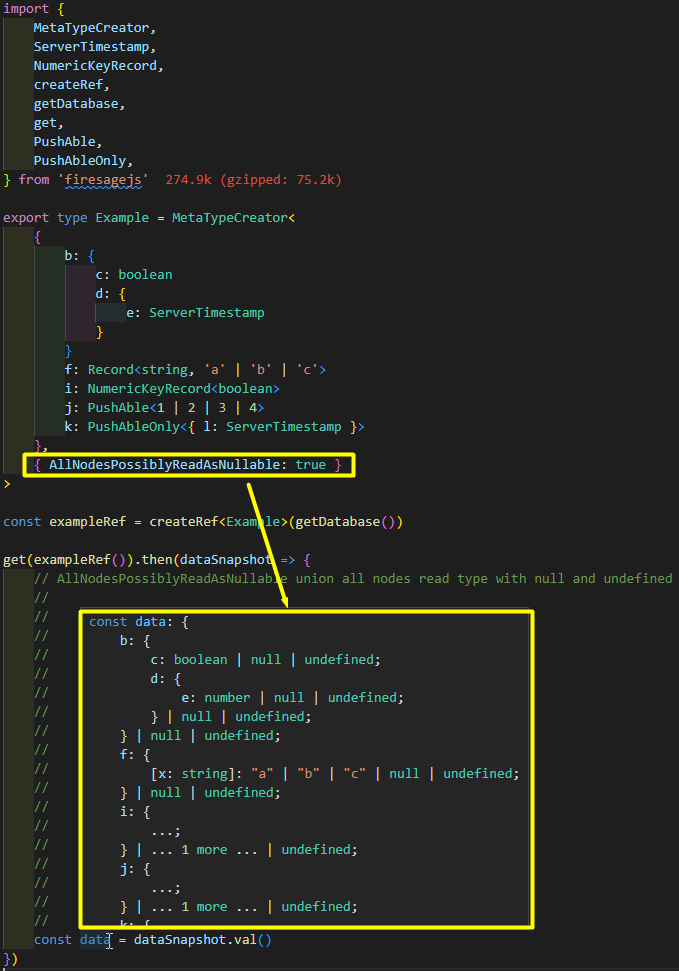 import {
    MetaTypeCreator,
    ServerTimestamp,
    NumericKeyRecord,
    createRef,
    getDatabase,
    get,
    PushAble,
    PushAbleOnly,
} from 'firesagejs'  274.9k (gzipped: 75.2k)
export type Example = MetaTypeCreator<
    {
        b: {
            c: boolean
            d: {
                e: ServerTimestamp
            }
        }
        f: Record<string, 'a' | 'b' | 'c'>
        i: NumericKeyRecord<boolean>
        j: PushAble<1 | 2 | 3 | 4>
        k: PushAbleOnly<{ l: ServerTimestamp }>
    },
    { AllNodesPossiblyReadAsNullable: true }
>
const exampleRef = createRef<Example>(getDatabase())
get(exampleRef()).then(dataSnapshot => {
    // AllNodesPossiblyReadAsNullable union all nodes read type with null and undefined
    //
    //
    //     const data: {
    //         b: {
    //             c: boolean | null | undefined;
    //             d: {
    //                 e: number | null | undefined;
    //             } | null | undefined;
    //         } | null | undefined;
    //         f: {
    //             [x: string]: "a" | "b" | "c" | null | undefined;
    //         } | null | undefined;
    //         i: {
    //             ...;
    //         } | ... 1 more ... | undefined;
    //         j: {
    //             ...;
    //         } | ... 1 more ... | undefined;
    //         k: {
    const data = dataSnapshot.val()
})